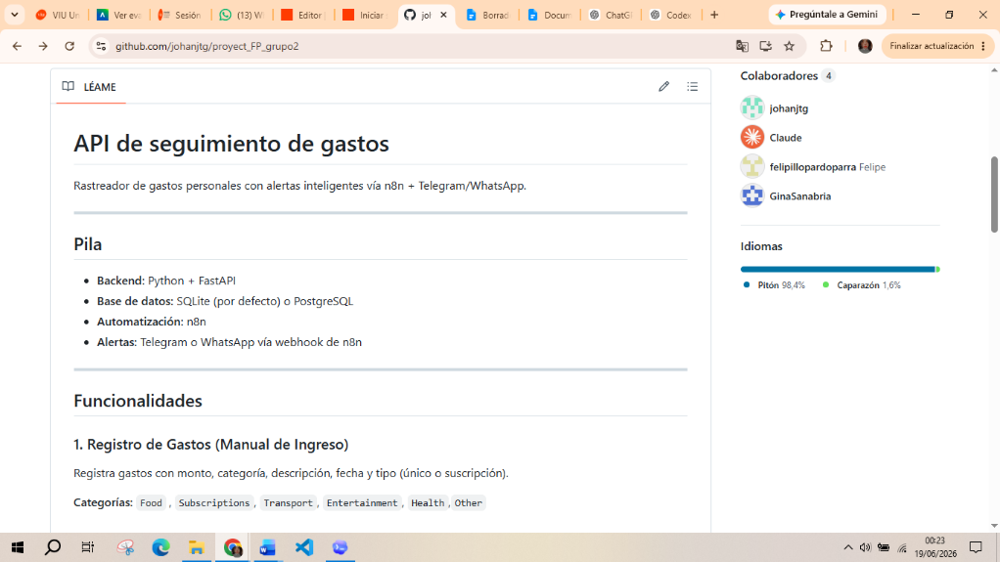 VIU Un
Ver eva
Sesión
(13) W
Editor
Iniciar
jol
Borrad
Docum
ChatG
Codex
Pregúntale a Gemini
github.com/johanjtg/proyect_FP_grupo2
Finalizar actualización
LÉAME
API de seguimiento de gastos
Rastreador de gastos personales con alertas inteligentes vía n8n + Telegram/WhatsApp.
Pila
Backend: Python + FastAPI
Base de datos: SQLite (por defecto) o PostgreSQL
Automatización: n8n
Alertas: Telegram o WhatsApp vía webhook de n8n
Funcionalidades
1. Registro de Gastos (Manual de Ingreso)
Registra gastos con monto, categoría, descripción, fecha y tipo (único o suscripción).
Categorías: Food , Subscriptions , Transport , Entertainment , Health , Other
Colaboradores 4
johanjtg
Claude
felipillopardoparra Felipe
GinaSanabria
Idiomas
Pitón 98,4% Caparazón 1,6%
00:23
19/06/2026